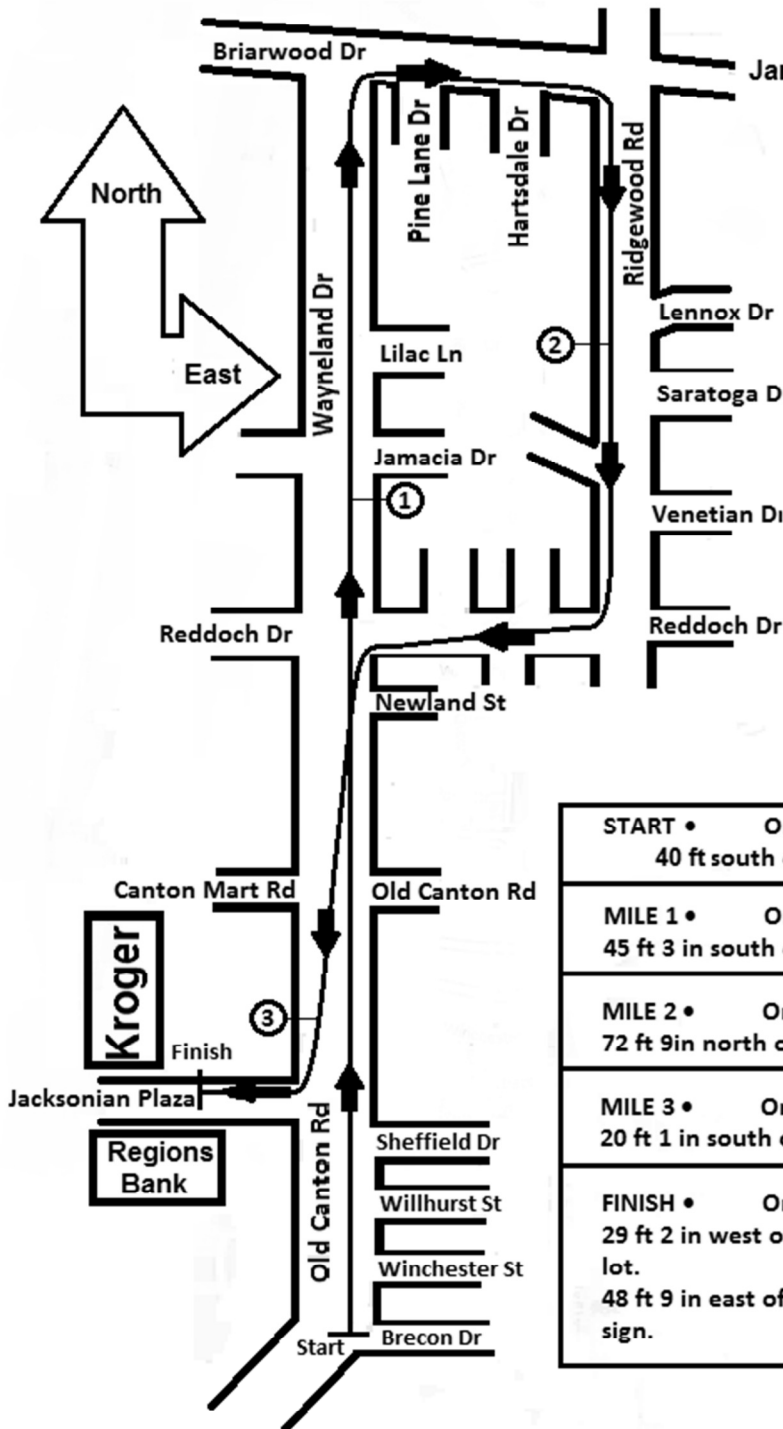 Briarwood Dr
Pine Lane Dr
Hartsdale Dr
Ridgewood Rd
North
East
Wayneland Dr
Lilac Ln
2
Lennox Dr
Saratoga D
Jamacia Dr
1
Venetian
Reddoch Dr
Reddoch Dr
Newland St
Canton Mart Rd
Old Canton Rd
Kroger
3
Finish
Jacksonian Plaza
Regions
Bank
Old Canton Rd
Sheffield Dr
Willhurst St
Winchester St
Start
Brecon Dr
START •
40 ft south
MILE 1 •
45 ft 3 in south
MILE 2 •
72 ft 9in north
MILE 3 •
20 ft 1 in south
FINISH •
29 ft 2 in west
lot.
48 ft 9 in east of
sign.